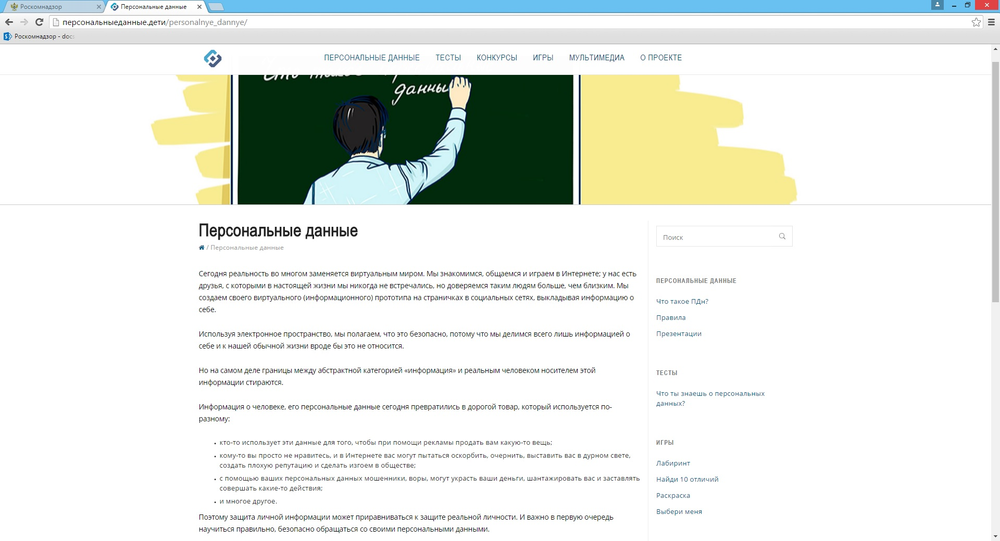 Роскомнадзор
Персональные данные
персональныеданные.дети/personalnye_dannye/
Роскомнадзор - docs
ПЕРСОНАЛЬНЫЕ ДАННЫЕ ТЕСТЫ КОНКУРСЫ ИГРЫ МУЛЬТИМЕДИА О ПРОЕКТЕ
Что такое
данны
Персональные данные
/ Персональные данные
Сегодня реальность во многом заменяется виртуальным миром. Мы знакомимся, общаемся и играем в Интернете; у нас есть
друзья, с которыми в настоящей жизни мы никогда не встречались, но доверяемся таким людям больше, чем близким. Мы
создаем своего виртуального (информационного) прототипа на страничках в социальных сетях, выкладывая информацию о
себе.
Используя электронное пространство, мы полагаем, что это безопасно, потому что мы делимся всего лишь информацией о
себе и к нашей обычной жизни вроде бы это не относится.
Но на самом деле границы между абстрактной категорией «информация» и реальным человеком носителем этой
информации стираются.
Информация о человеке, его персональные данные сегодня превратились в дорогой товар, который используется по-
разному:
• кто-то использует эти данные для того, чтобы при помощи рекламы продать вам какую-то вещь;
• кому-то вы просто не нравитесь, и в Интернете вас могут пытаться оскорбить, очернить, выставить вас в дурном свете,
создать плохую репутацию и сделать изгоем в обществе;
• с помощью ваших персональных данных мошенники, воры, могут украсть ваши деньги, шантажировать вас и заставлять
совершать какие-то действия;
• и многое другое.
Поэтому защита личной информации может приравниваться к защите реальной личности. И важно в первую очередь
научиться правильно, безопасно обращаться со своими персональными данными.
Поиск
ПЕРСОНАЛЬНЫЕ ДАННЫЕ
Что такое ПДн?
Правила
Презентации
ТЕСТЫ
Что ты знаешь о персональных
данных?
ИГРЫ
Лабиринт
Найди 10 отличий
Раскраска
Выбери меня